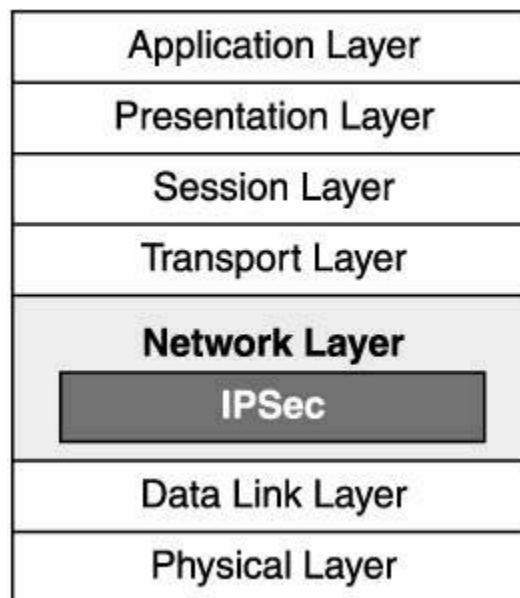 Application Layer
Presentation Layer
Session Layer
Transport Layer
Network Layer
IPSec
Data Link Layer
Physical Layer